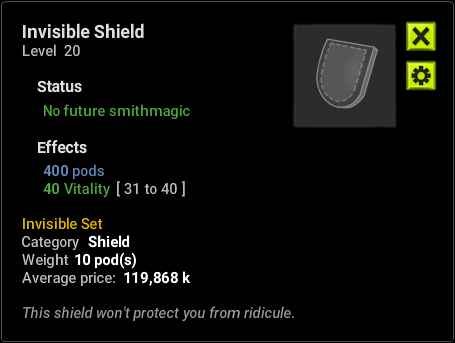 Invisible Shield
Level 20
Status
No future smithmagic
Effects
400 pods
40 Vitality [ 31 to 40 ]
Invisible Set
Category Shield
Weight 10 pod(s)
Average price: 119,868 k
This shield won't protect you from ridicule.